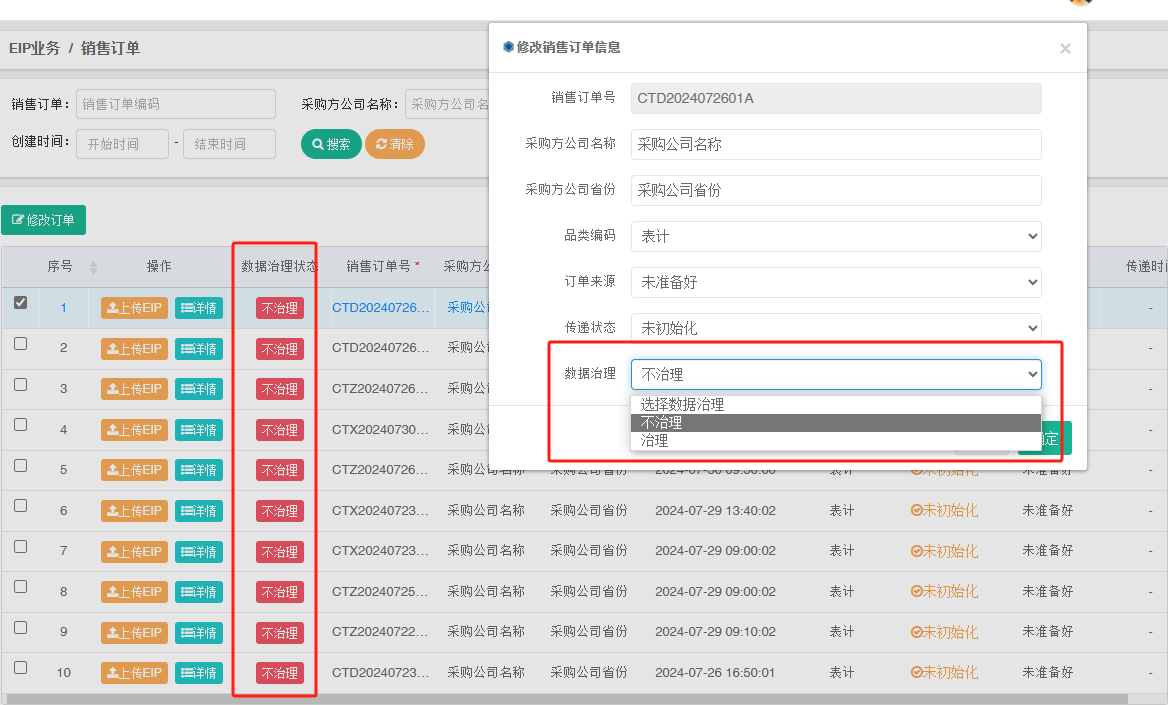 EIP业务 / 销售订单
销售订单: 销售订单编码 采购方公司名称: 采购方公司名
创建时间: 开始时间 - 结束时间 搜索 清除
修改订单
序号 操作 数据治理状态 销售订单号 * 采购方公 传递时间
1 上传EIP 详情 不治理 CTD20240726... 采购公司 -
2 上传EIP 详情 不治理 CTD20240726... 采购公司 -
3 上传EIP 详情 不治理 CTZ20240726... 采购公司 -
4 上传EIP 详情 不治理 CTX20240730... 采购公司 -
5 上传EIP 详情 不治理 CTZ20240726... 采购公司名称 采购公司省份 2024-07-30 09:30:00 表计 未初始化 未准备好 -
6 上传EIP 详情 不治理 CTX20240723... 采购公司名称 采购公司省份 2024-07-29 13:40:02 表计 未初始化 未准备好 -
7 上传EIP 详情 不治理 CTX20240723... 采购公司名称 采购公司省份 2024-07-29 09:00:02 表计 未初始化 未准备好 -
8 上传EIP 详情 不治理 CTZ20240725... 采购公司名称 采购公司省份 2024-07-29 09:00:02 表计 未初始化 未准备好 -
9 上传EIP 详情 不治理 CTZ20240722... 采购公司名称 采购公司省份 2024-07-29 09:10:02 表计 未初始化 未准备好 -
10 上传EIP 详情 不治理 CTD20240723... 采购公司名称 采购公司省份 2024-07-26 16:50:01 表计 未初始化 未准备好 -
修改销售订单信息 ×
销售订单号 CTD2024072601A
采购方公司名称 采购公司名称
采购方公司省份 采购公司省份
品类编码 表计
订单来源 未准备好
传递状态 未初始化
数据治理 不治理
选择数据治理
不治理
治理
定